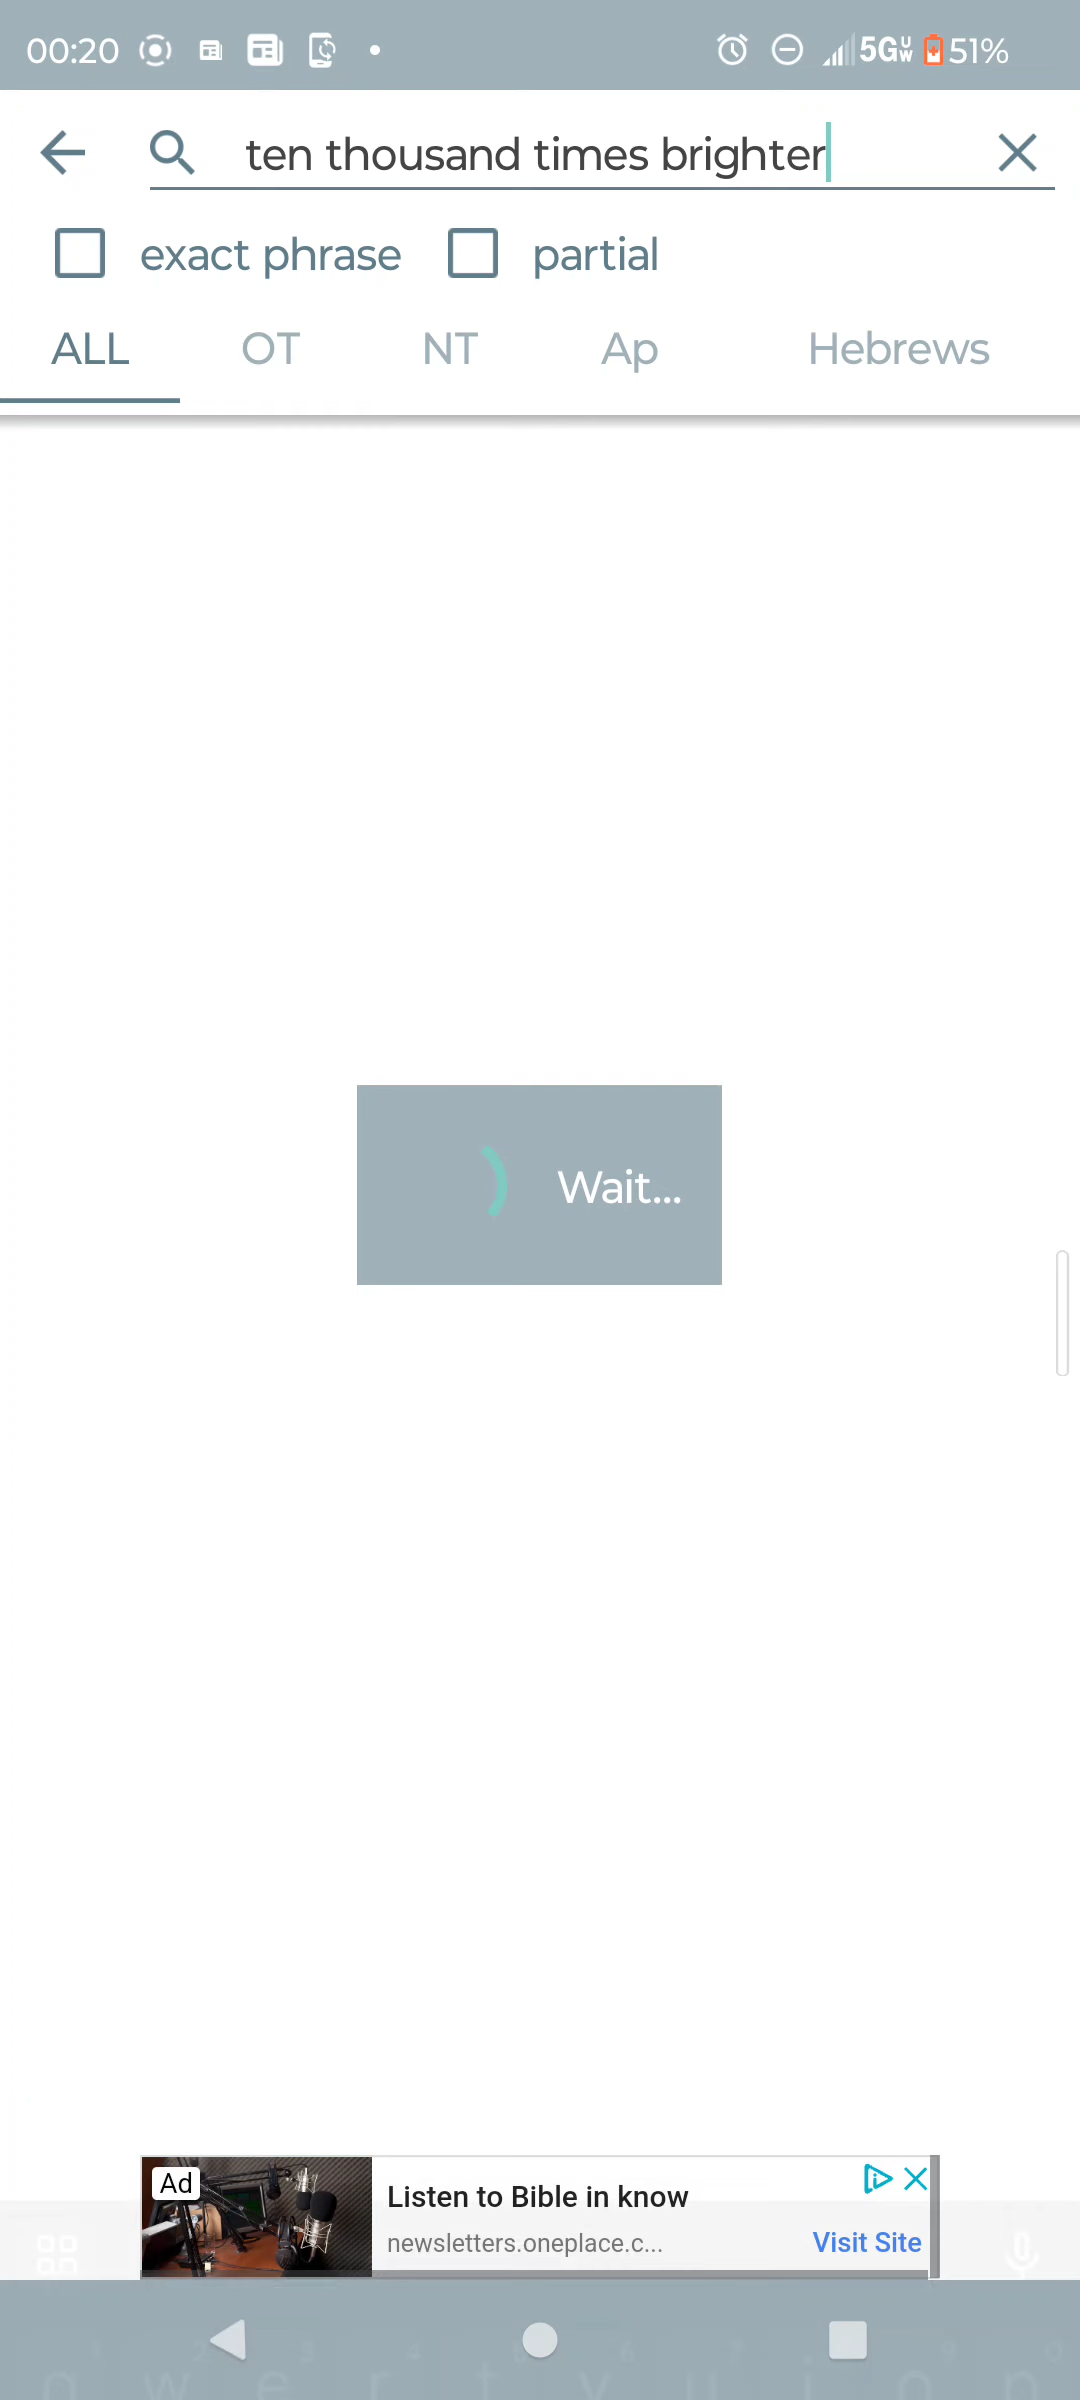 00:20 5G UW 51%
ten thousand times brighter
exact phrase partial
ALL OT NT Ap Hebrews
Wait...
Ad
Listen to Bible in know
newsletters.oneplace.c...
Visit Site
q w e r t y u i o p